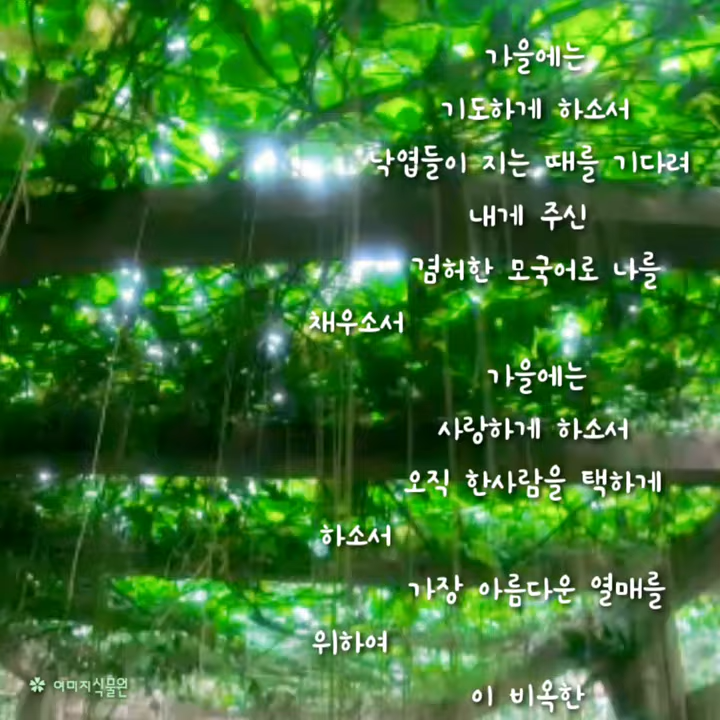 가을에는
기도하게 하소서
낙엽들이 지는 때를 기다려
내게 주신
겸허한 모국어로 나를
채우소서
가을에는
사랑하게 하소서
오직 한사람을 택하게
하소서
가장 아름다운 열매를
위하여
이 비옥한
여미지식물원